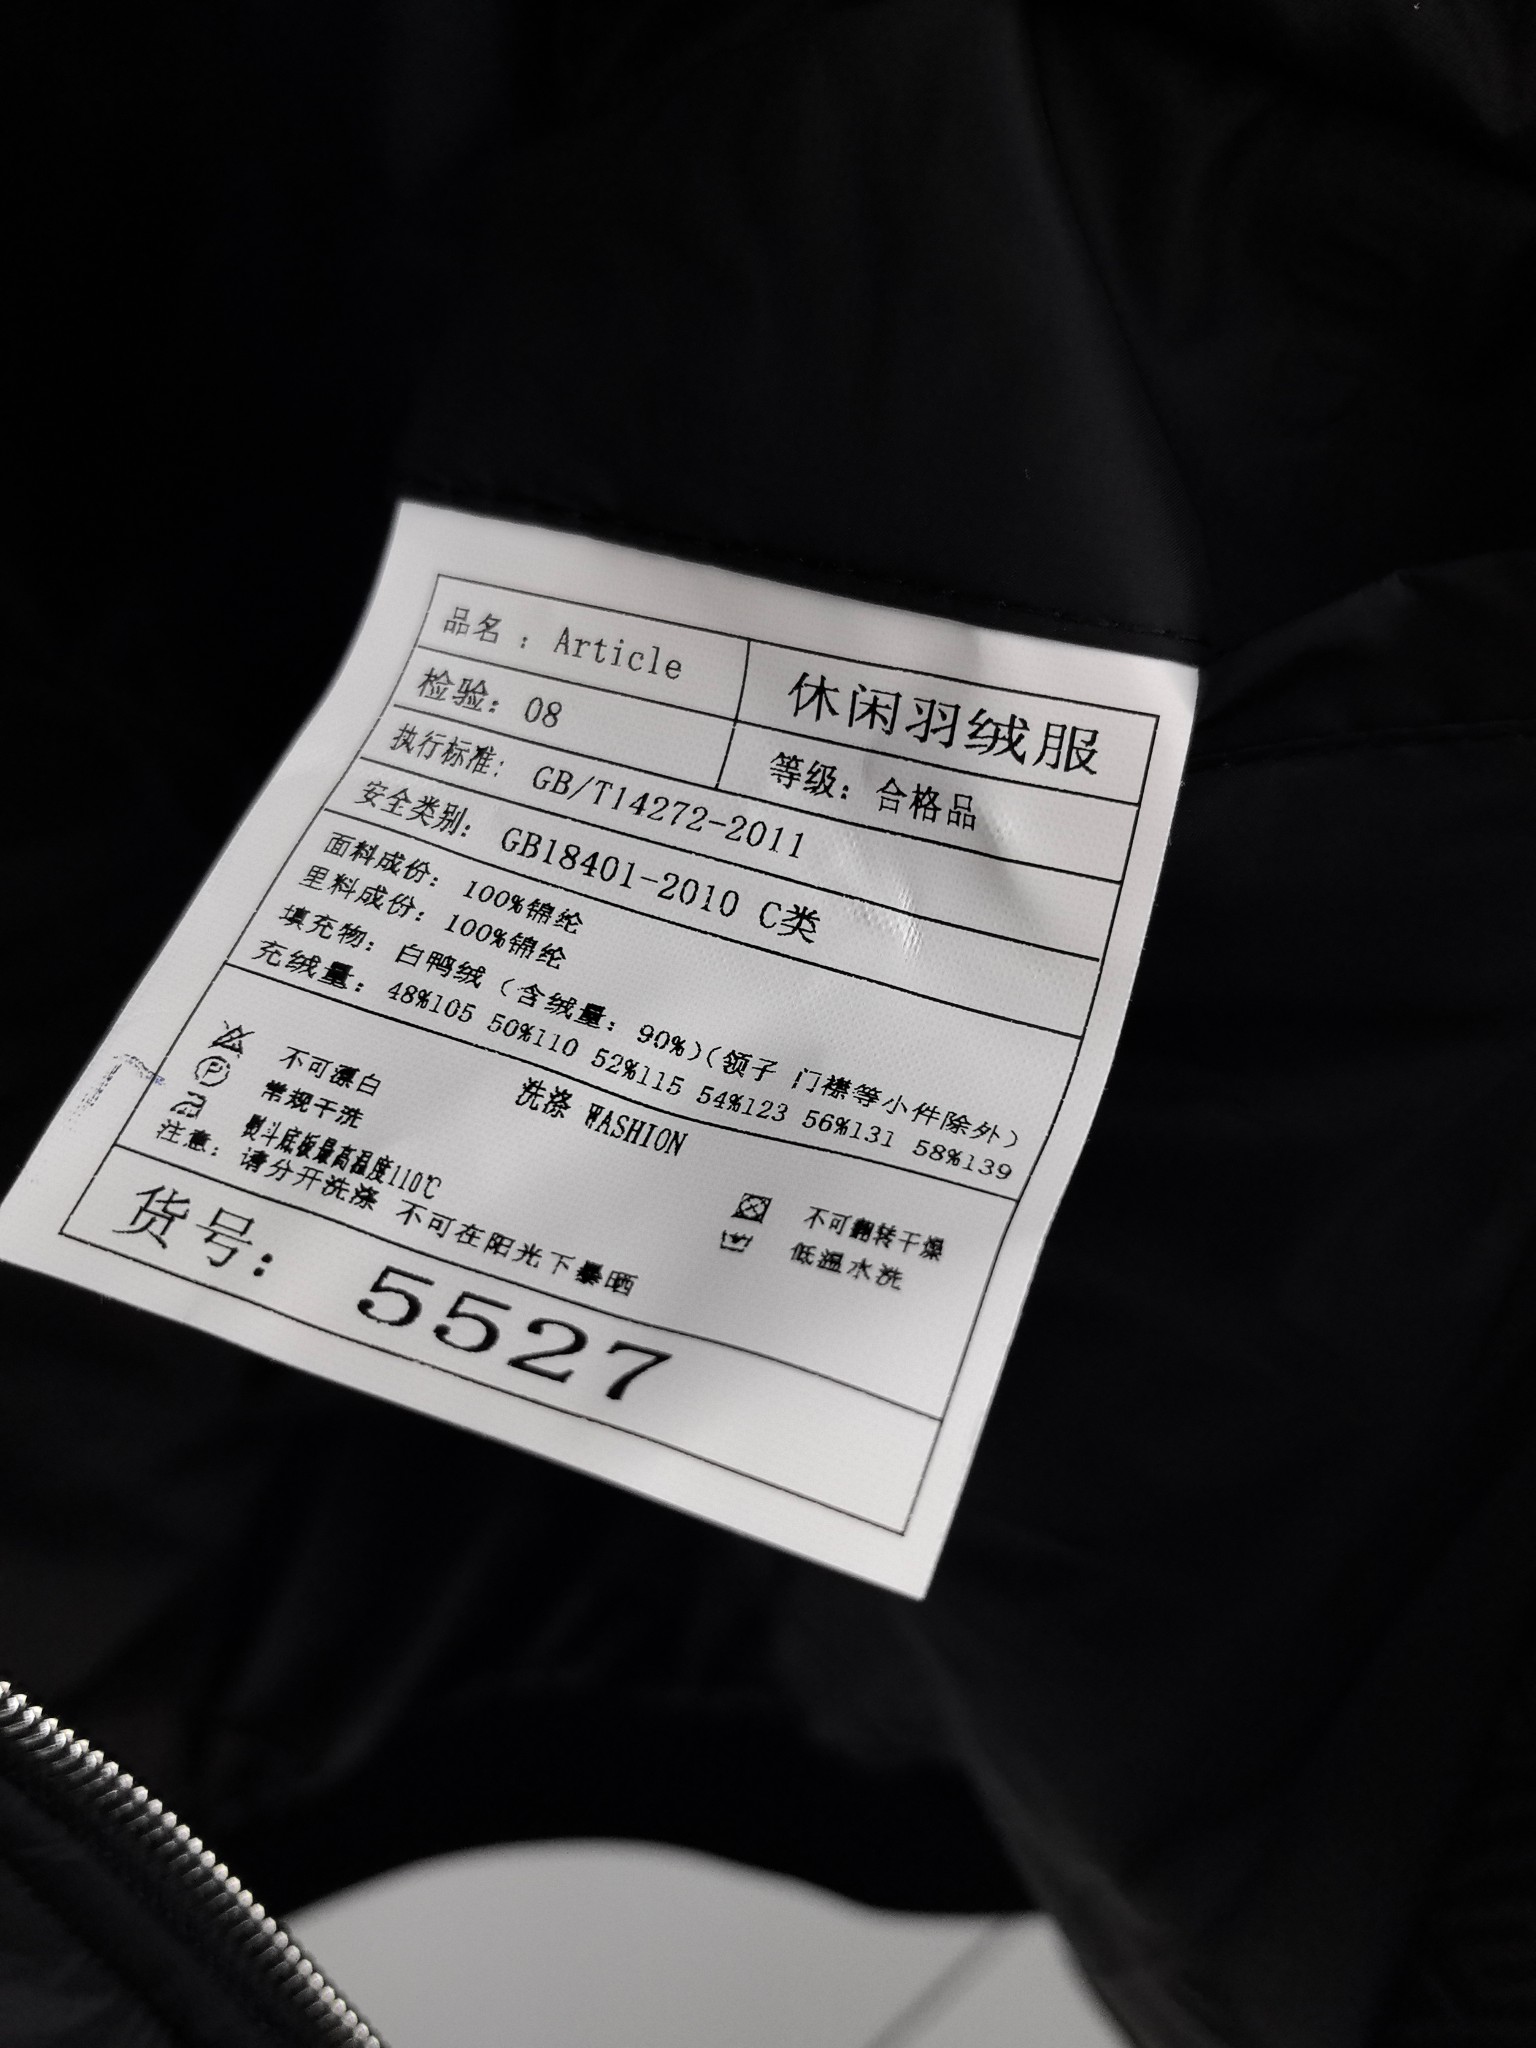 品名：Article
休闲羽绒服
检验：08
等级：合格品
执行标准：GB/T14272-2011
安全类别：GB18401-2010 C类
面料成份：100%锦纶
里料成份：100%锦纶
填充物：白鸭绒（含绒量：90%）（领子 门襟等小件除外）
充绒量：48%105 50%110 52%115 54%123 56%131 58%139
洗涤 WASHION
不可漂白
P 常规干洗
熨斗底板最高温度110℃
不可翻转干燥
低温水洗
注意：请分开洗涤 不可在阳光下暴晒
货号：5527